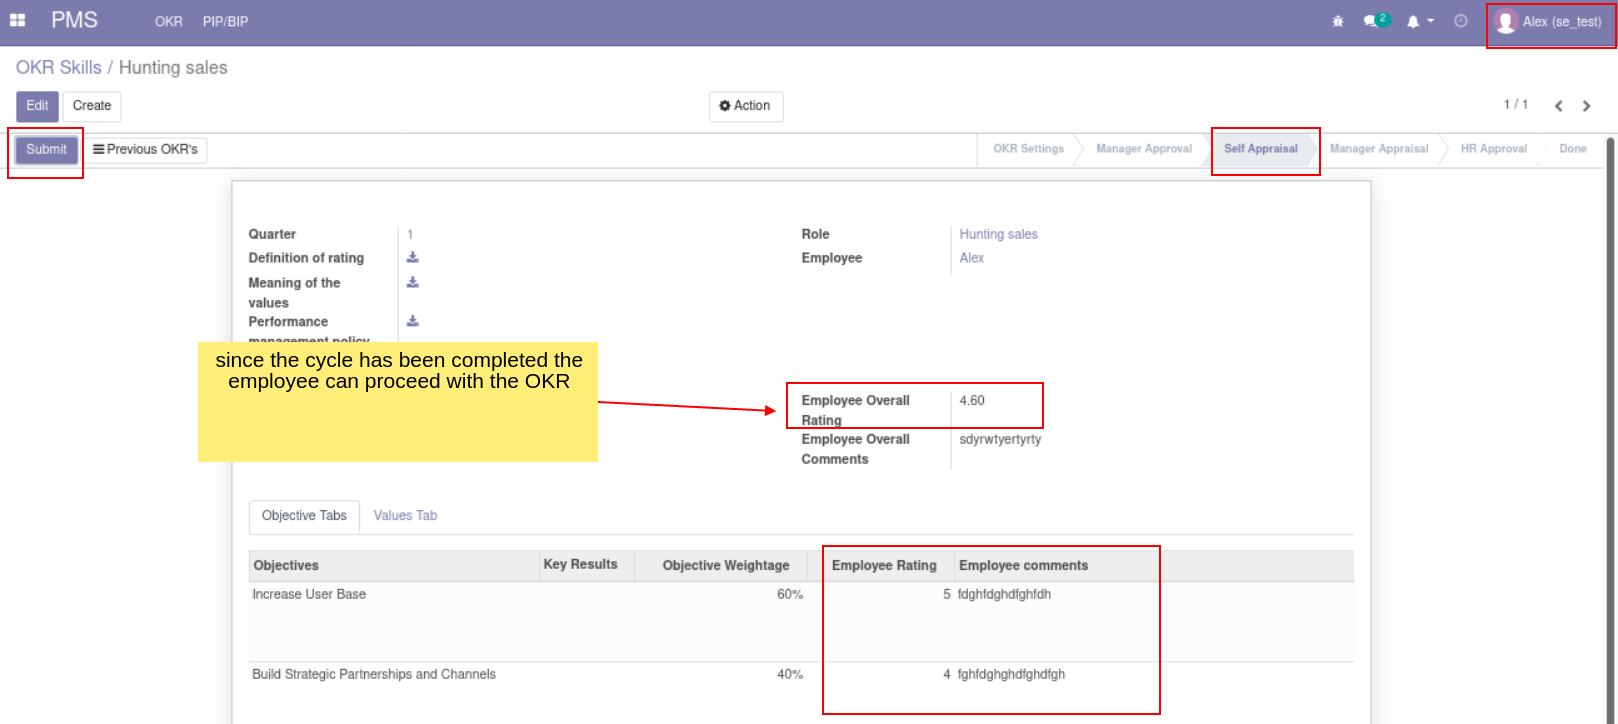 PMS OKR PIP/BIP 2 Alex (se_test)
OKR Skills / Hunting sales
Edit Create Action 1 / 1
Submit Previous OKR's OKR Settings Manager Approval Self Appraisal Manager Appraisal HR Approval Done
Quarter 1 Role Hunting sales
Definition of rating Employee Alex
Meaning of the
values
Performance
management policy
since the cycle has been completed the
employee can proceed with the OKR
Employee Overall 4.60
Rating
Employee Overall sdyrwtyertyrty
Comments
Objective Tabs Values Tab
Objectives Key Results Objective Weightage Employee Rating Employee comments
Increase User Base 60% 5 fdghfdghdfghfdh
Build Strategic Partnerships and Channels 40% 4 fghfdghghdfghdfgh